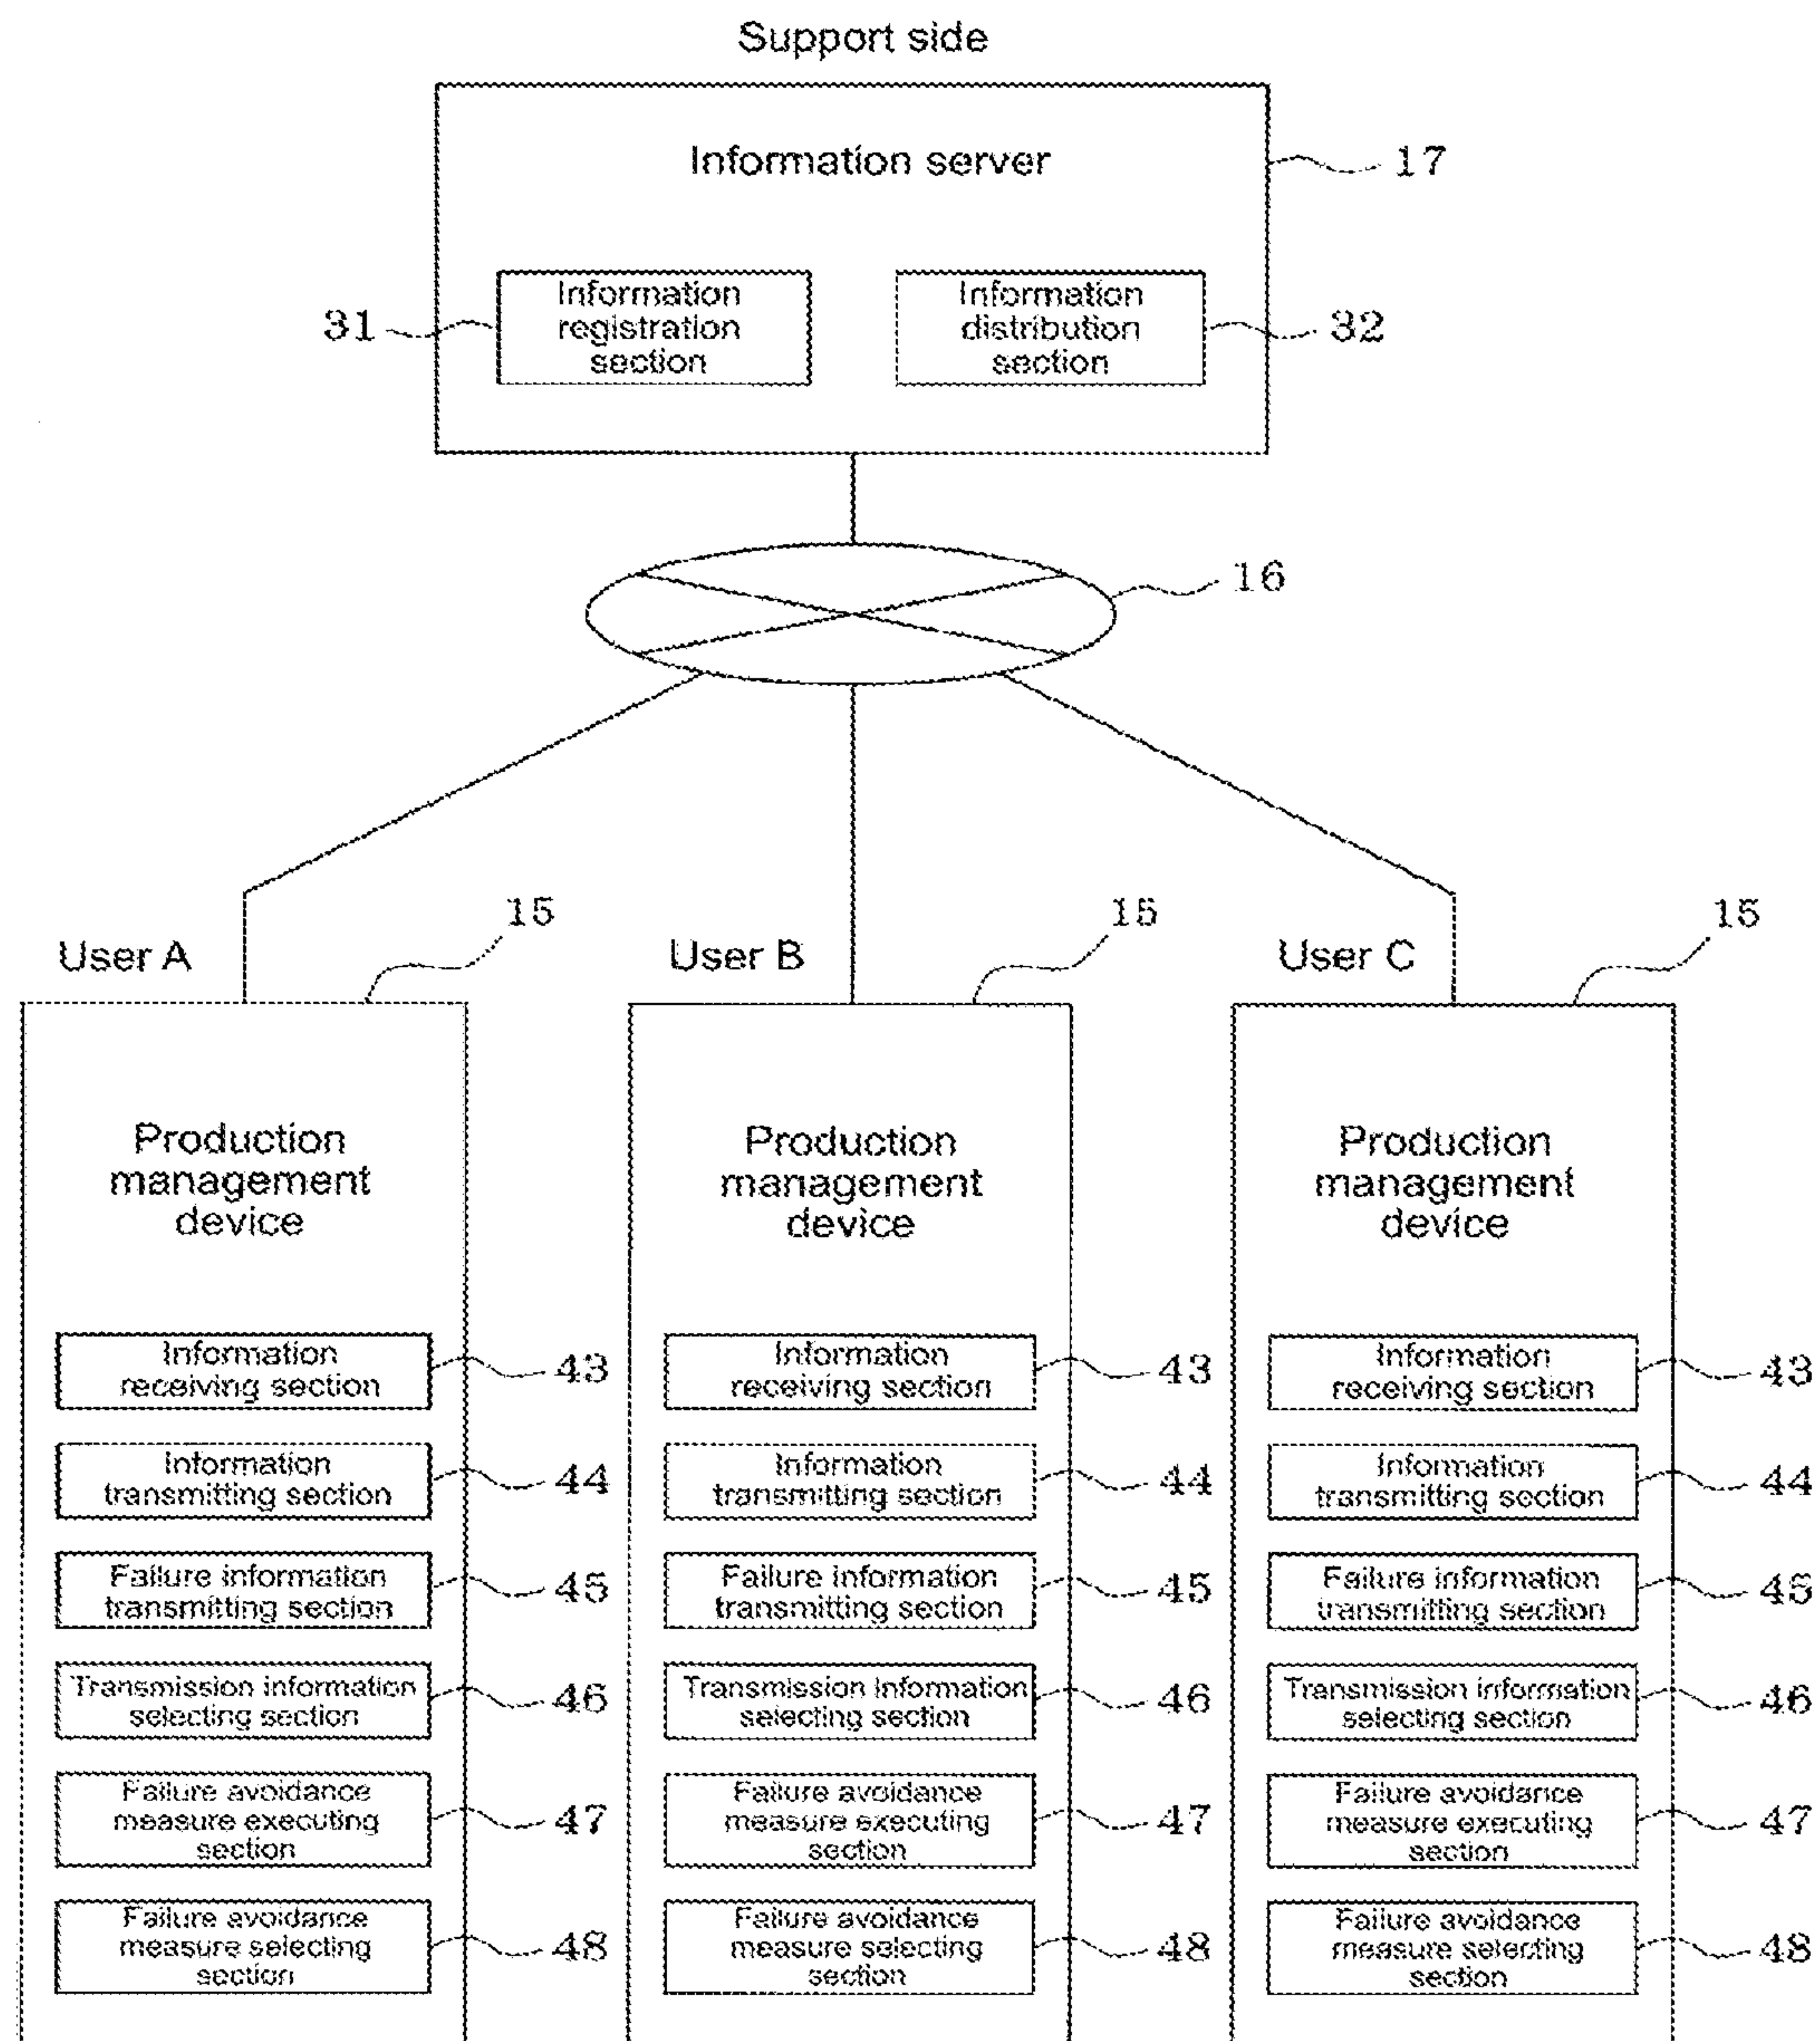 Support side
Information server
17
Information
registration
section
31
Information
distribution
section
32
16
User A
15
User B
15
User C
15
Production
management
device
Information
receiving section
43
Information
transmitting section
44
Failure information
transmitting section
45
Transmission information
selecting section
46
Failure avoidance
measure executing
section
47
Failure avoidance
measure selecting
section
48
Production
management
device
Information
receiving section
43
Information
transmitting section
44
Failure information
transmitting section
45
Transmission information
selecting section
46
Failure avoidance
measure executing
section
47
Failure avoidance
measure selecting
section
48
Production
management
device
Information
receiving section
43
Information
transmitting section
44
Failure information
transmitting section
45
Transmission information
selecting section
46
Failure avoidance
measure executing
section
47
Failure avoidance
measure selecting
section
48